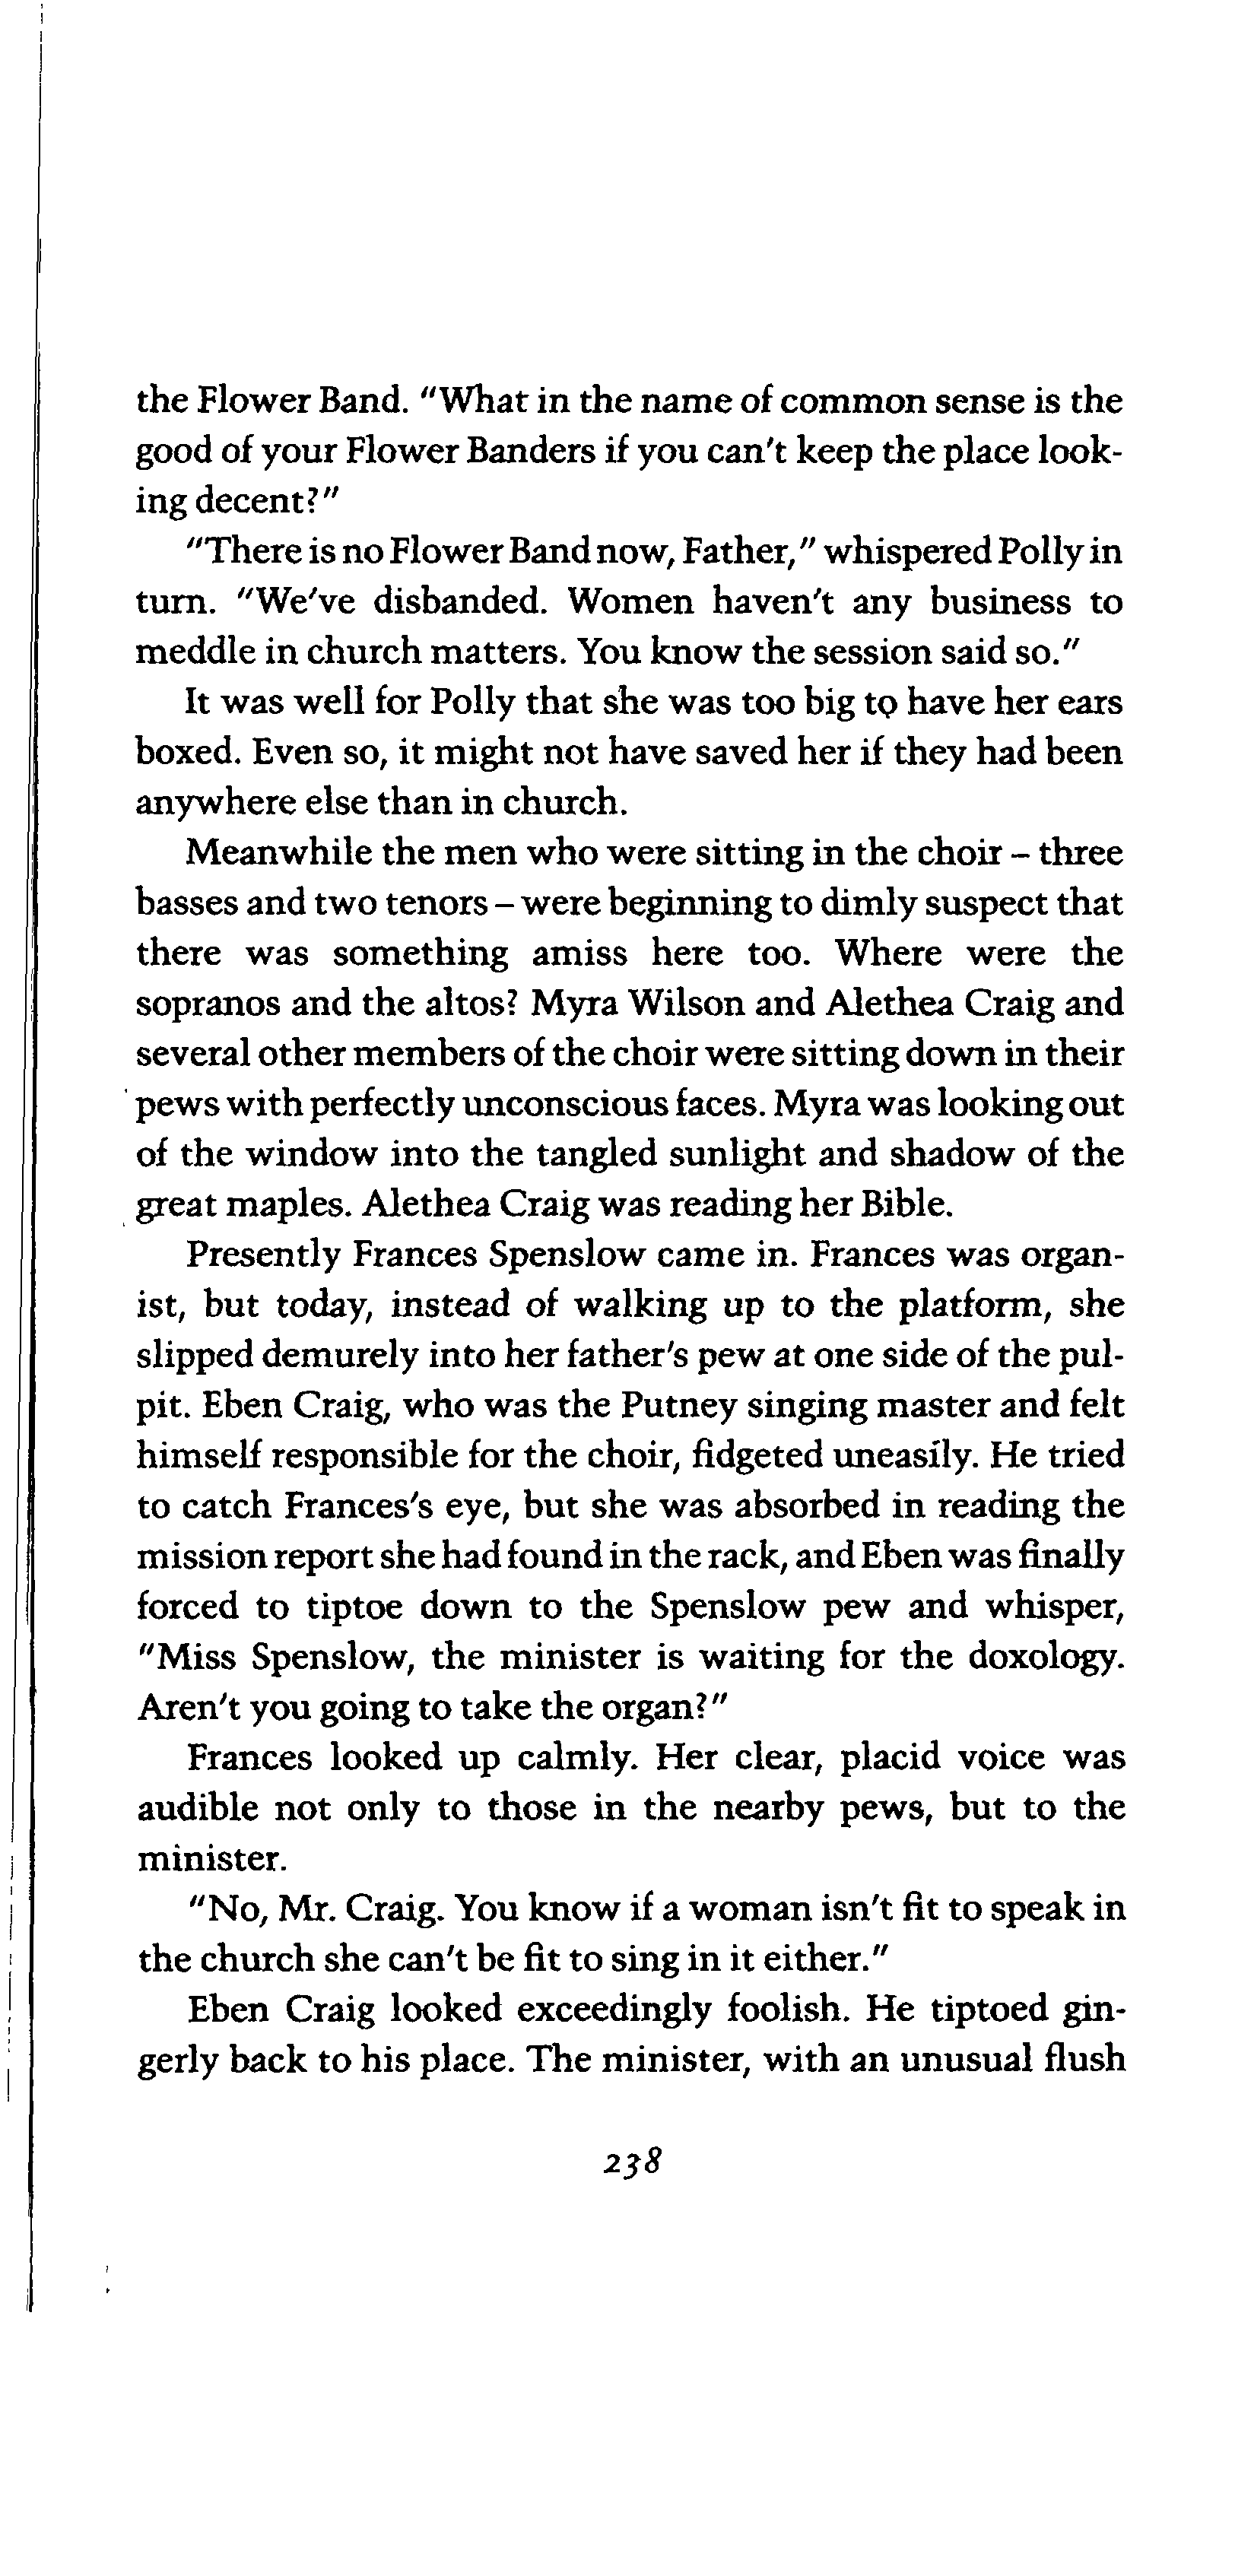 the Flower Band. "What in the name of common sense is the
good of your Flower Banders if you can't keep the place look-
ing decent?"
"There is no Flower Band now, Father," whispered Polly in
turn. "We've disbanded. Women haven't any business to
meddle in church matters. You know the session said so."
It was well for Polly that she was too big to have her ears
boxed. Even so, it might not have saved her if they had been
anywhere else than in church.
Meanwhile the men who were sitting in the choir – three
basses and two tenors – were beginning to dimly suspect that
there was something amiss here too. Where were the
sopranos and the altos? Myra Wilson and Alethea Craig and
several other members of the choir were sitting down in their
pews with perfectly unconscious faces. Myra was looking out
of the window into the tangled sunlight and shadow of the
great maples. Alethea Craig was reading her Bible.
Presently Frances Spenslow came in. Frances was organ-
ist, but today, instead of walking up to the platform, she
slipped demurely into her father's pew at one side of the pul-
pit. Eben Craig, who was the Putney singing master and felt
himself responsible for the choir, fidgeted uneasily. He tried
to catch Frances's eye, but she was absorbed in reading the
mission report she had found in the rack, and Eben was finally
forced to tiptoe down to the Spenslow pew and whisper,
"Miss Spenslow, the minister is waiting for the doxology.
Aren't you going to take the organ?"
Frances looked up calmly. Her clear, placid voice was
audible not only to those in the nearby pews, but to the
minister.
"No, Mr. Craig. You know if a woman isn't fit to speak in
the church she can't be fit to sing in it either."
Eben Craig looked exceedingly foolish. He tiptoed gin-
gerly back to his place. The minister, with an unusual flush
238